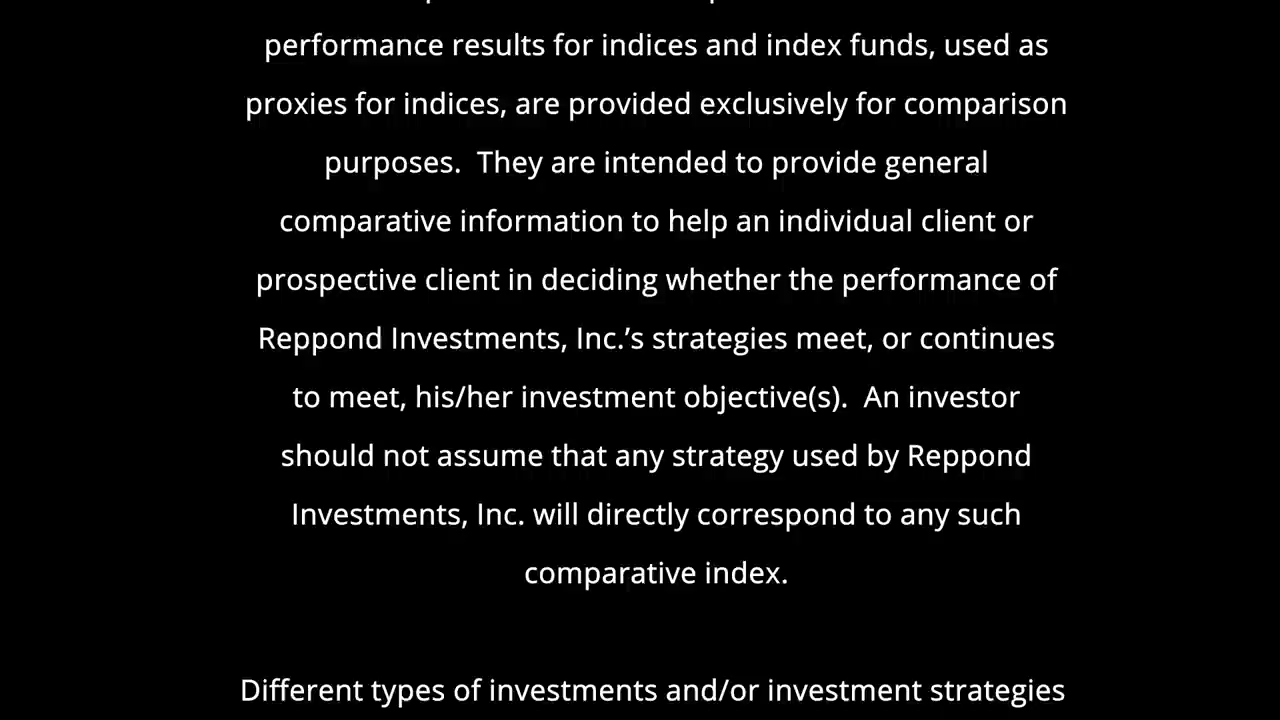 performance results for indices and index funds, used as
proxies for indices, are provided exclusively for comparison
purposes.  They are intended to provide general
comparative information to help an individual client or
prospective client in deciding whether the performance of
Reppond Investments, Inc.’s strategies meet, or continues
to meet, his/her investment objective(s).  An investor
should not assume that any strategy used by Reppond
Investments, Inc. will directly correspond to any such
comparative index.
Different types of investments and/or investment strategies